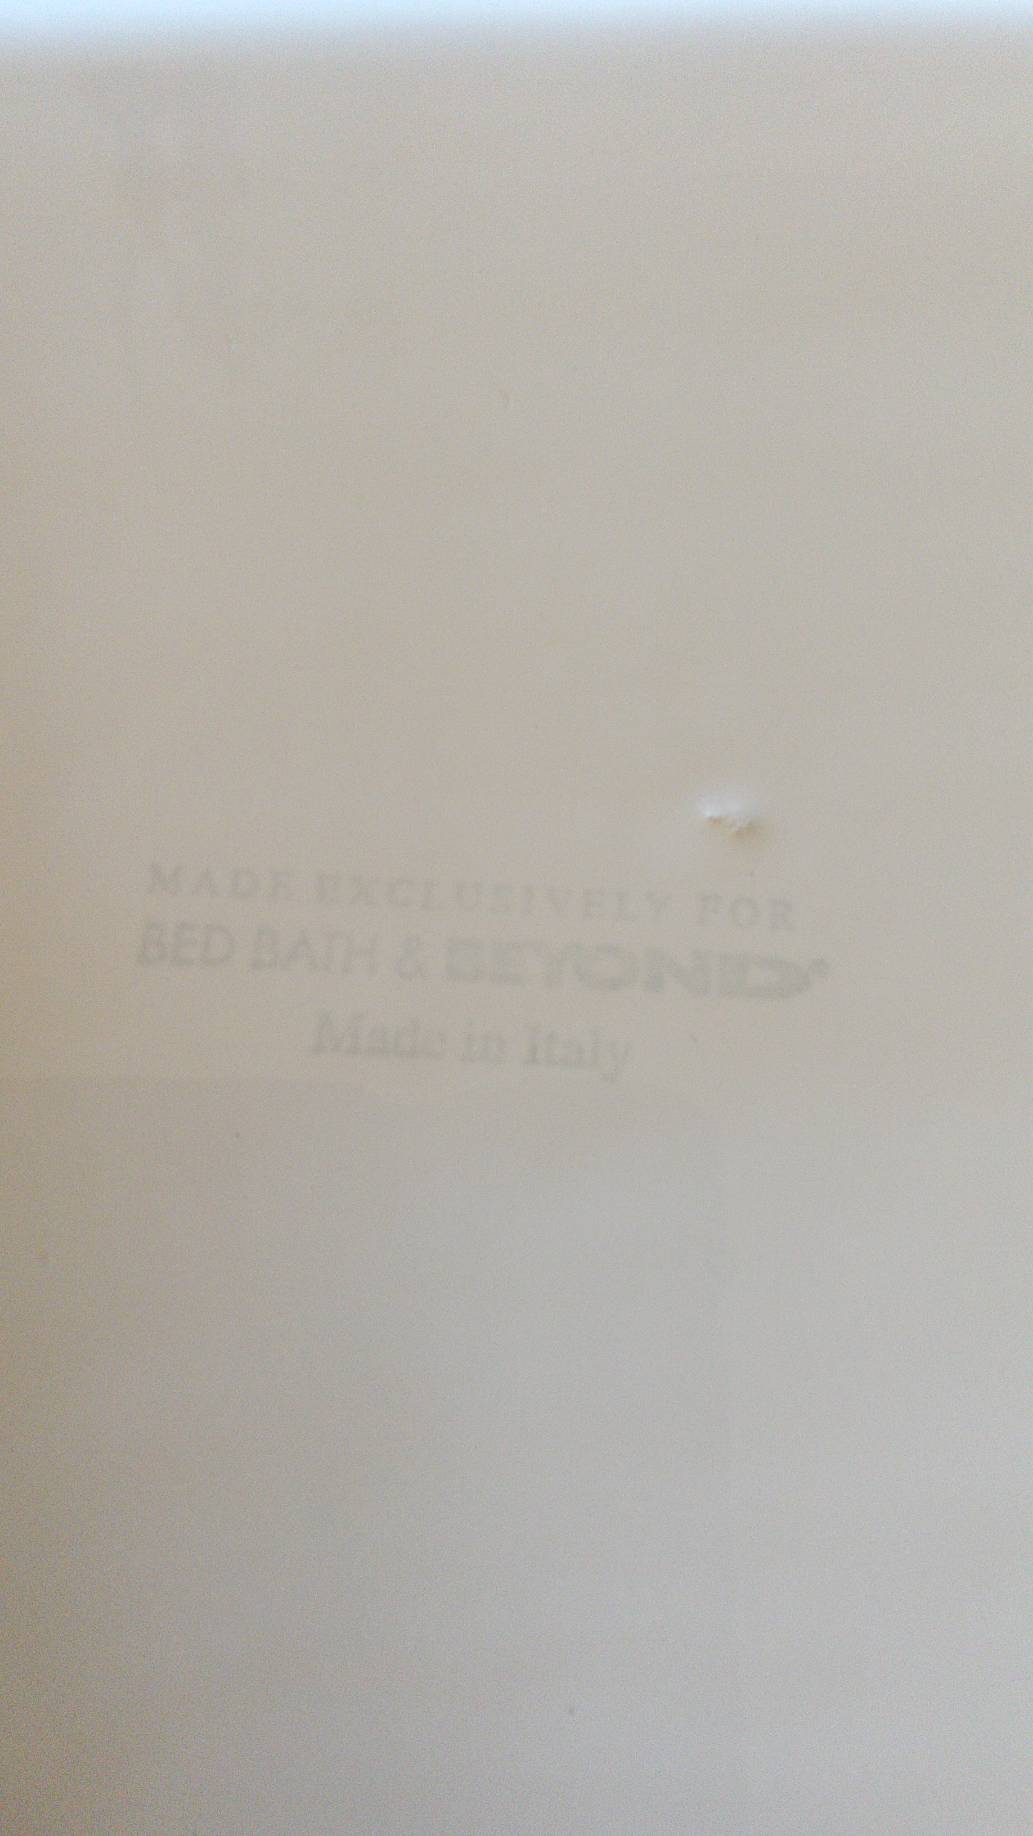 MADE EXCLUSIVELY FOR
BED BATH & BEYOND®
Made in Italy